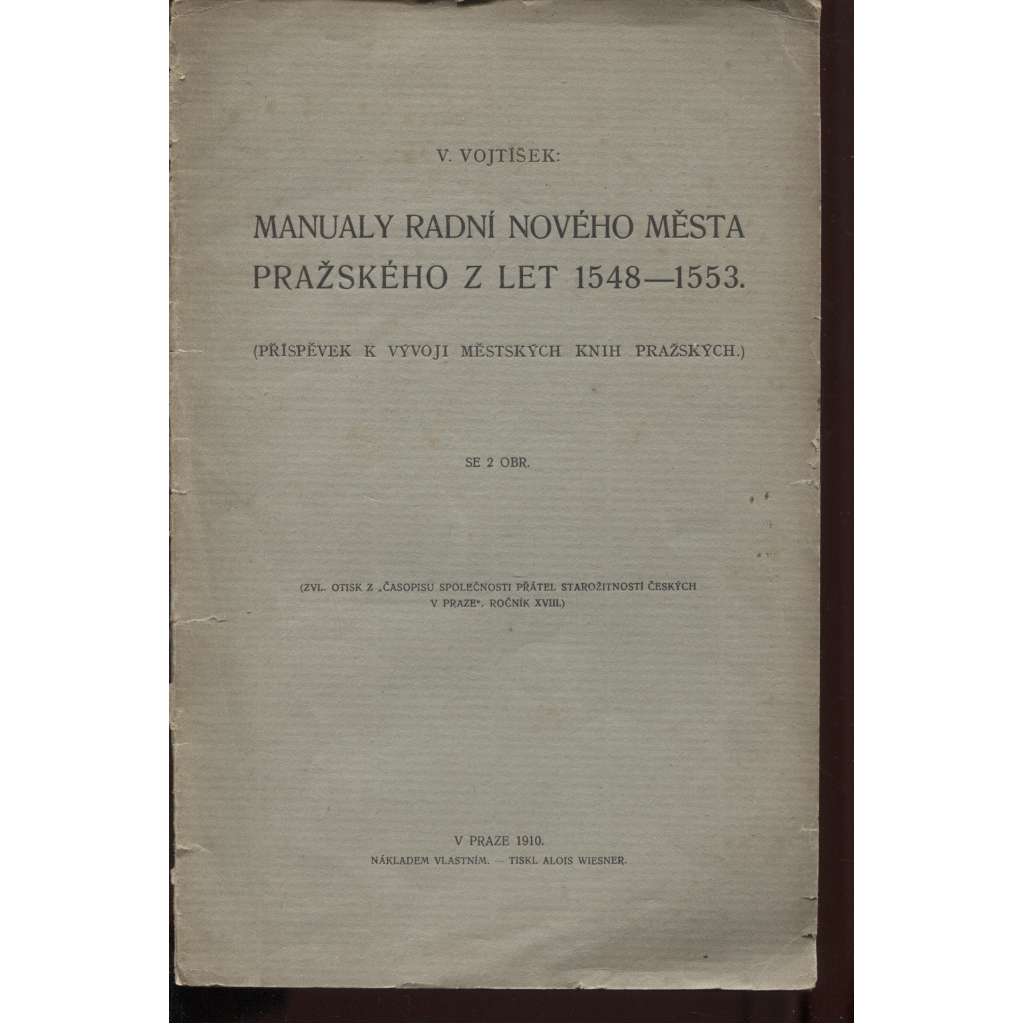 V. VOJTÍŠEK:
MANUALY RADNÍ NOVÉHO MĚSTA
PRAŽSKÉHO Z LET 1548—1553.
(PŘÍSPĚVEK K VÝVOJI MĚSTSKÝCH KNIH PRAŽSKÝCH.)
SE 2 OBR.
(ZVL. OTISK Z „ČASOPISU SPOLEČNOSTI PŘÁTEL STAROŽITNOSTÍ ČESKÝCH
V PRAZE“. ROČNÍK XVIII.)
V PRAZE 1910.
NÁKLADEM VLASTNÍM. — TISKL ALOIS WIESNER.